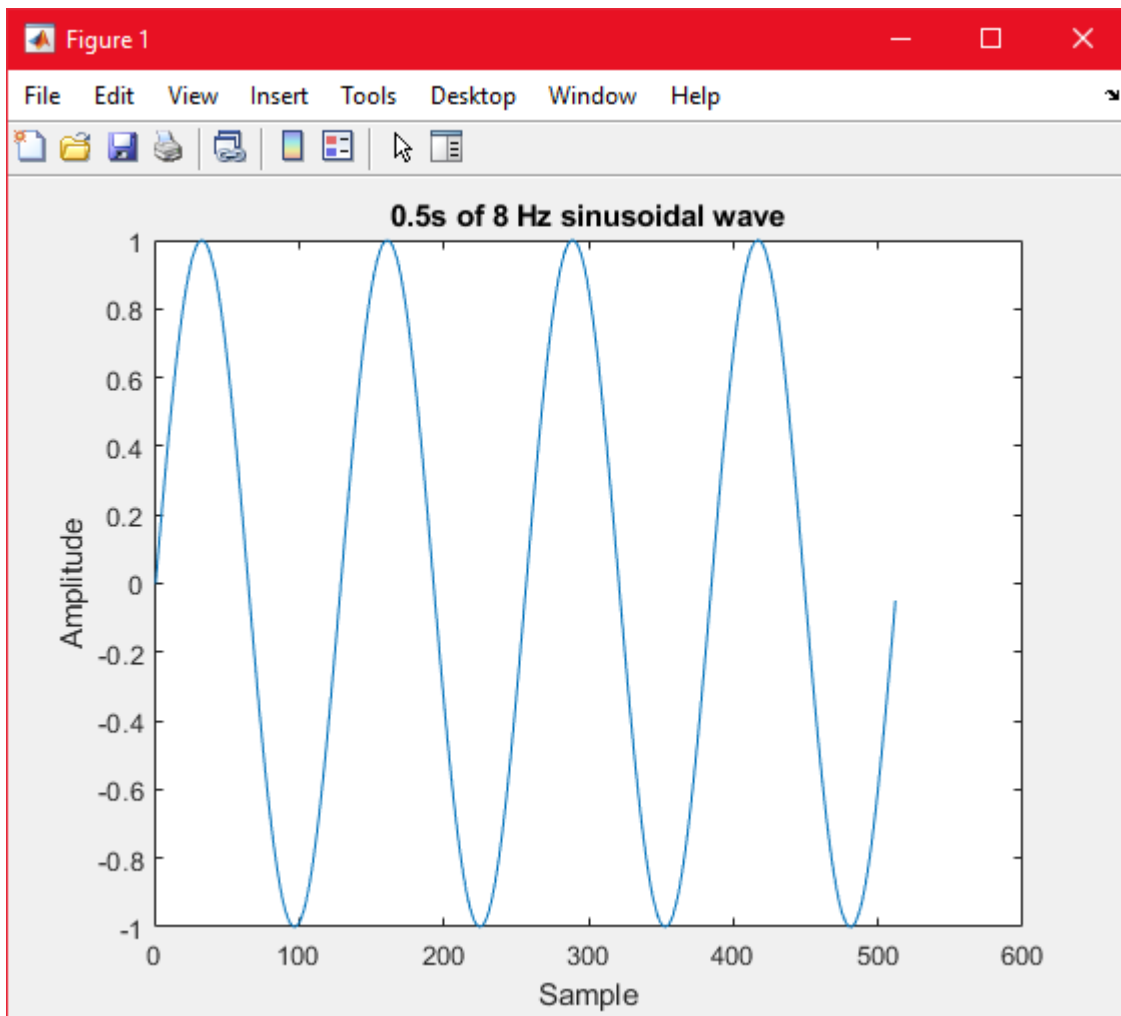 Figure 1
File Edit View Insert Tools Desktop Window Help
0.5s of 8 Hz sinusoidal wave
1
0.8
0.6
0.4
0.2
0
-0.2
-0.4
-0.6
-0.8
-1
Amplitude
0 100 200 300 400 500 600
Sample